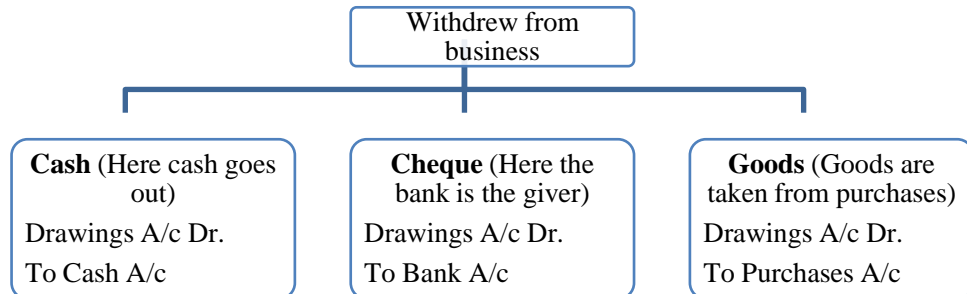 Withdrew from
business
Cash (Here cash goes
out)
Drawings A/c Dr.
To Cash A/c
Cheque (Here the
bank is the giver)
Drawings A/c Dr.
To Bank A/c
Goods (Goods are
taken from purchases)
Drawings A/c Dr.
To Purchases A/c